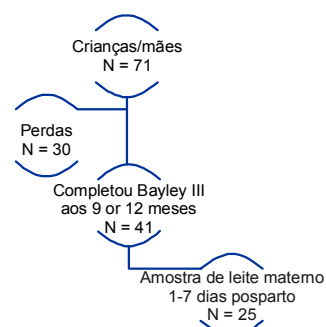 Crianças/mães
N = 71
Perdas
N = 30
Completou Bayley III
aos 9 or 12 meses
N = 41
Amostra de leite materno
1-7 dias posparto
N = 25